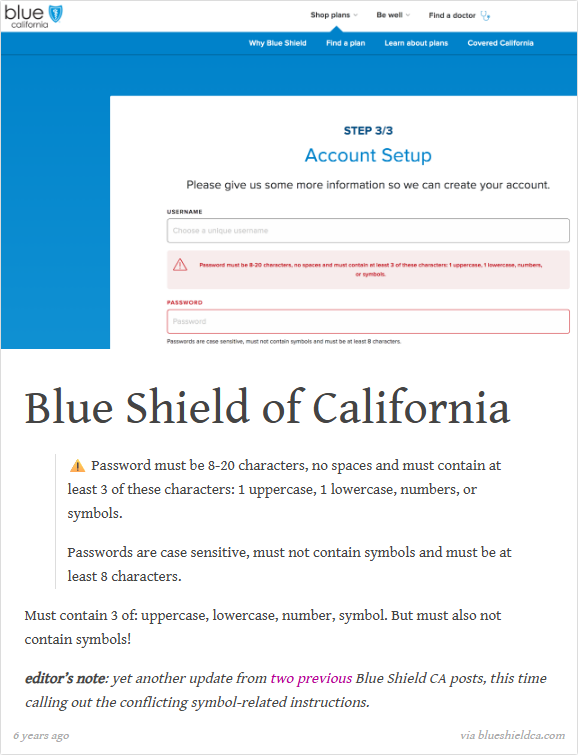 blue
california
Shop plans
Be well
Find a doctor
Why Blue Shield
Find a plan
Learn about plans
Covered California
STEP 3/3
Account Setup
Please give us some more information so we can create your account.
USERNAME
Choose a unique username
Password must be 8-20 characters, no spaces and must contain at least 3 of these characters: 1 uppercase, 1 lowercase, numbers,
or symbols.
PASSWORD
Password
Passwords are case sensitive, must not contain symbols and must be at least 8 characters.
Blue Shield of California
⚠️ Password must be 8-20 characters, no spaces and must contain at
least 3 of these characters: 1 uppercase, 1 lowercase, numbers, or
symbols.
Passwords are case sensitive, must not contain symbols and must be at
least 8 characters.
Must contain 3 of: uppercase, lowercase, number, symbol. But must also not
contain symbols!
editor's note: yet another update from two previous Blue Shield CA posts, this time
calling out the conflicting symbol-related instructions.
6 years ago
via blueshieldca.com